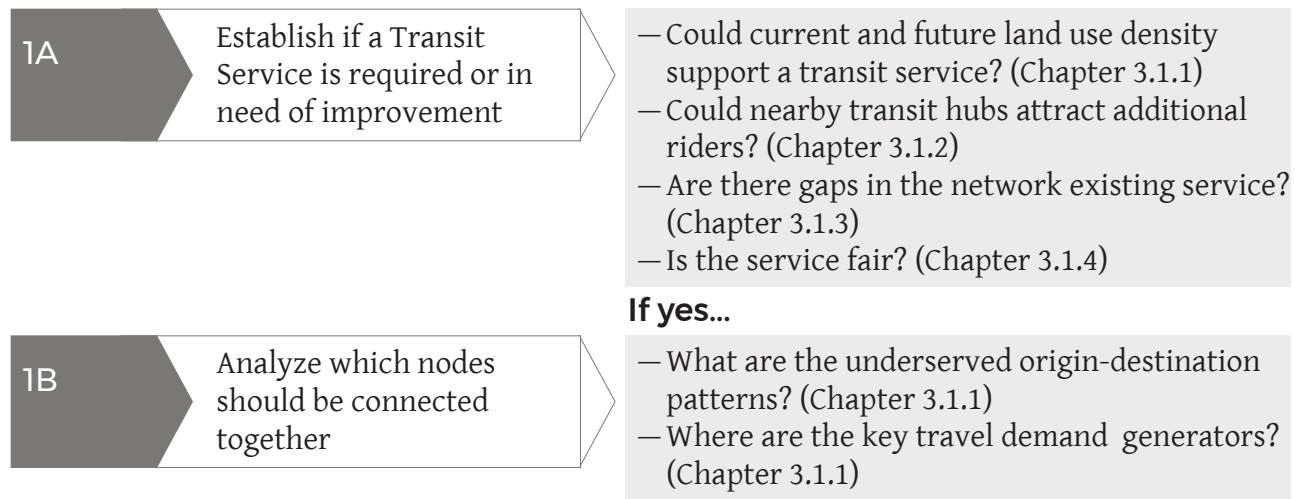 1A
Establish if a Transit
Service is required or in
need of improvement
—Could current and future land use density
support a transit service? (Chapter 3.1.1)
—Could nearby transit hubs attract additional
riders? (Chapter 3.1.2)
—Are there gaps in the network existing service?
(Chapter 3.1.3)
—Is the service fair? (Chapter 3.1.4)
If yes...
1B
Analyze which nodes
should be connected
together
—What are the underserved origin-destination
patterns? (Chapter 3.1.1)
—Where are the key travel demand generators?
(Chapter 3.1.1)